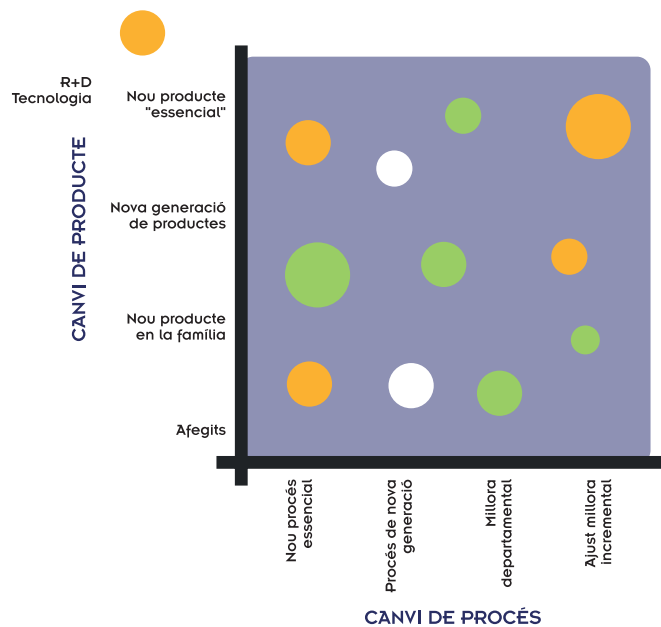 R+D
Tecnologia
CANVI DE PRODUCTE
Nou producte
"essencial"
Nova generació
de productes
Nou producte
en la família
Afegits
Nou procés
essencial
Procés de nova
generació
Millora
departamental
Ajust millora
incremental
CANVI DE PROCÉS